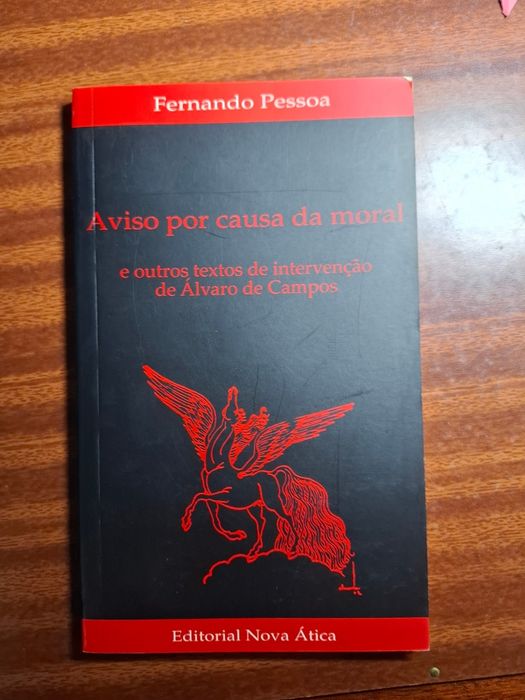 Fernando Pessoa
Aviso por causa da moral
e outros textos de intervenção
de Álvaro de Campos
Editorial Nova Ática